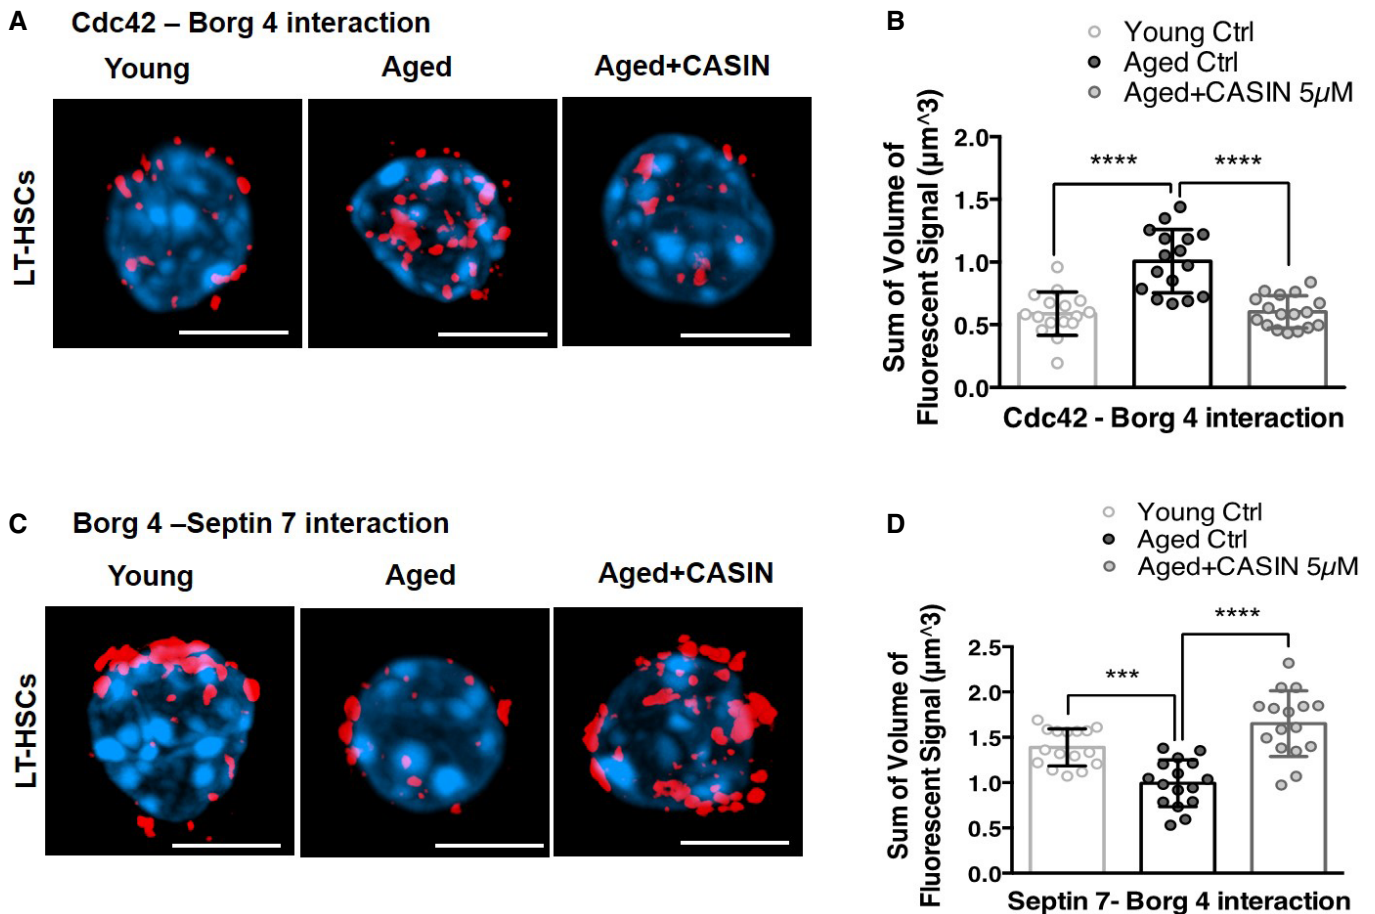 A
Cdc42 – Borg 4 interaction
Young
Aged
Aged+CASIN
LT-HSCs
B
Young Ctrl
Aged Ctrl
Aged+CASIN 5µM
Sum of Volume of
Fluorescent Signal (µm^3)
2.0
1.5
1.0
0.5
0.0
****
****
Cdc42 - Borg 4 interaction
C
Borg 4 –Septin 7 interaction
Young
Aged
Aged+CASIN
LT-HSCs
D
Young Ctrl
Aged Ctrl
Aged+CASIN 5µM
Sum of Volume of
Fluorescent Signal (µm^3)
2.5
2.0
1.5
1.0
0.5
0.0
***
****
Septin 7- Borg 4 interaction